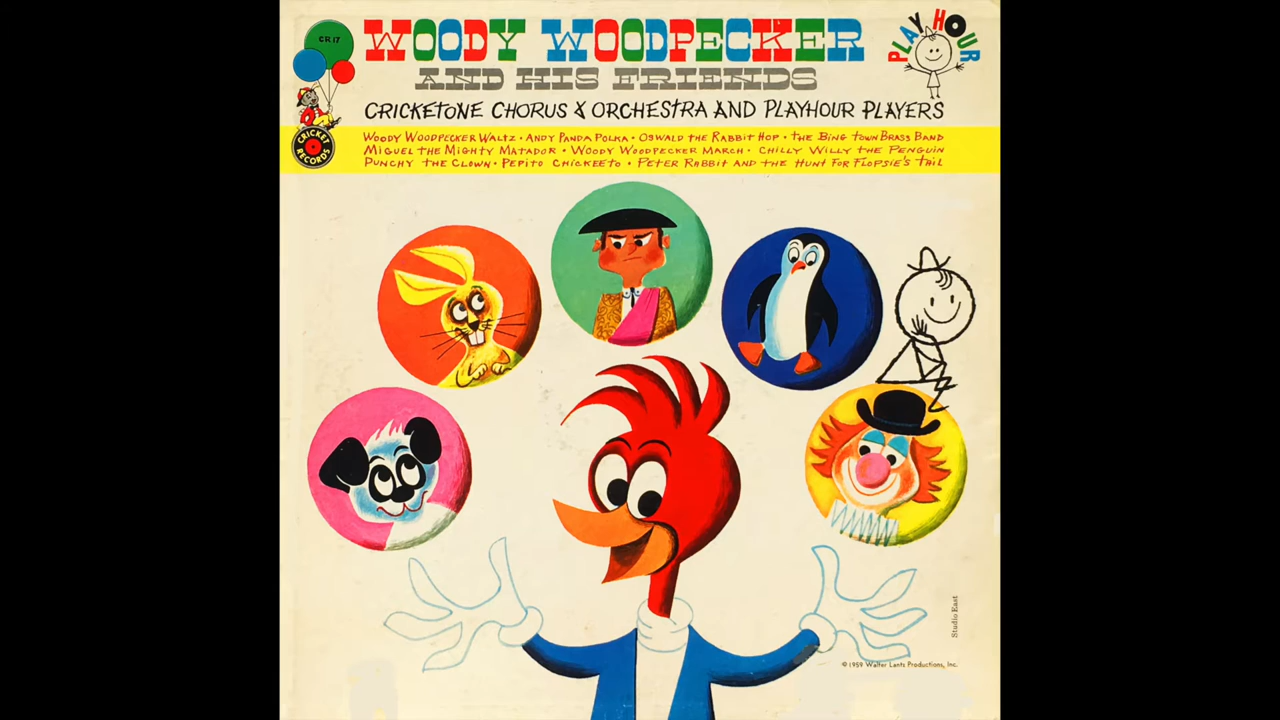 CR 17
WOODY WOODPECKER
AND HIS FRIENDS
PLAY HOUR
CRICKETONE CHORUS & ORCHESTRA AND PLAYHOUR PLAYERS
CRICKET RECORDS
WOODY WOODPECKER WALTZ • ANDY PANDA POLKA • OSWALD THE RABBIT HOP • THE BING TOWN BRASS BAND
MIGUEL THE MIGHTY MATADOR • WOODY WOODPECKER MARCH • CHILLY WILLY THE PENGUIN
PUNCHY THE CLOWN • PEPITO CHICKEETO • PETER RABBIT AND THE HUNT FOR FLOPSIE'S TAIL
Studio East
© 1959 Walter Lantz Productions, Inc.